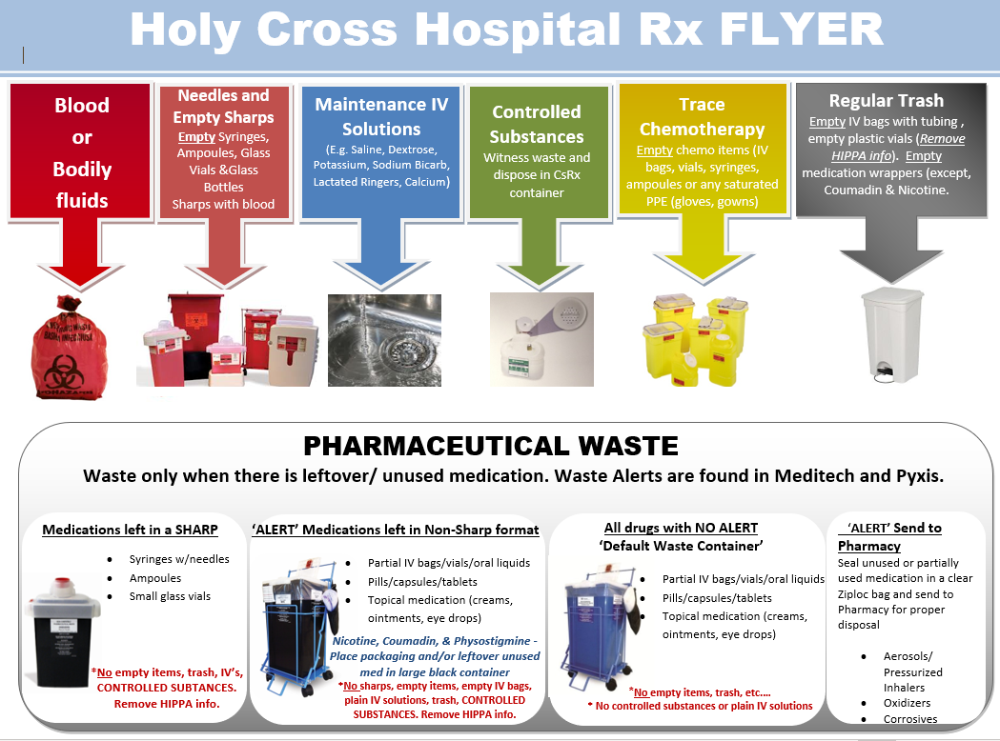 Holy Cross Hospital Rx FLYER
Blood
or
Bodily
fluids
Needles and
Empty Sharps
Empty Syringes,
Ampoules, Glass
Vials &Glass
Bottles
Sharps with blood
Maintenance IV
Solutions
(E.g. Saline, Dextrose,
Potassium, Sodium Bicarb,
Lactated Ringers, Calcium)
Controlled
Substances
Witness waste and
dispose in CsRx
container
Trace
Chemotherapy
Empty chemo items (IV
bags, vials, syringes,
ampoules or any saturated
PPE (gloves, gowns)
Regular Trash
Empty IV bags with tubing ,
empty plastic vials (Remove
HIPPA info). Empty
medication wrappers (except,
Coumadin & Nicotine.
PHARMACEUTICAL WASTE
Waste only when there is leftover/ unused medication. Waste Alerts are found in Meditech and Pyxis.
Medications left in a SHARP
• Syringes w/needles
• Ampoules
• Small glass vials
*No empty items, trash, IV's,
CONTROLLED SUBTANCES.
Remove HIPPA info.
'ALERT' Medications left in Non-Sharp format
• Partial IV bags/vials/oral liquids
• Pills/capsules/tablets
• Topical medication (creams,
ointments, eye drops)
Nicotine, Coumadin, & Physostigmine -
Place packaging and/or leftover unused
med in large black container
*No sharps, empty items, empty IV bags,
plain IV solutions, trash, CONTROLLED
SUBSTANCES. Remove HIPPA info.
All drugs with NO ALERT
'Default Waste Container'
• Partial IV bags/vials/oral liquids
• Pills/capsules/tablets
• Topical medication (creams,
ointments, eye drops)
*No empty items, trash, etc....
* No controlled substances or plain IV solutions
'ALERT' Send to
Pharmacy
Seal unused or partially
used medication in a clear
Ziploc bag and send to
Pharmacy for proper
disposal
• Aerosols/
Pressurized
Inhalers
• Oxidizers
• Corrosives